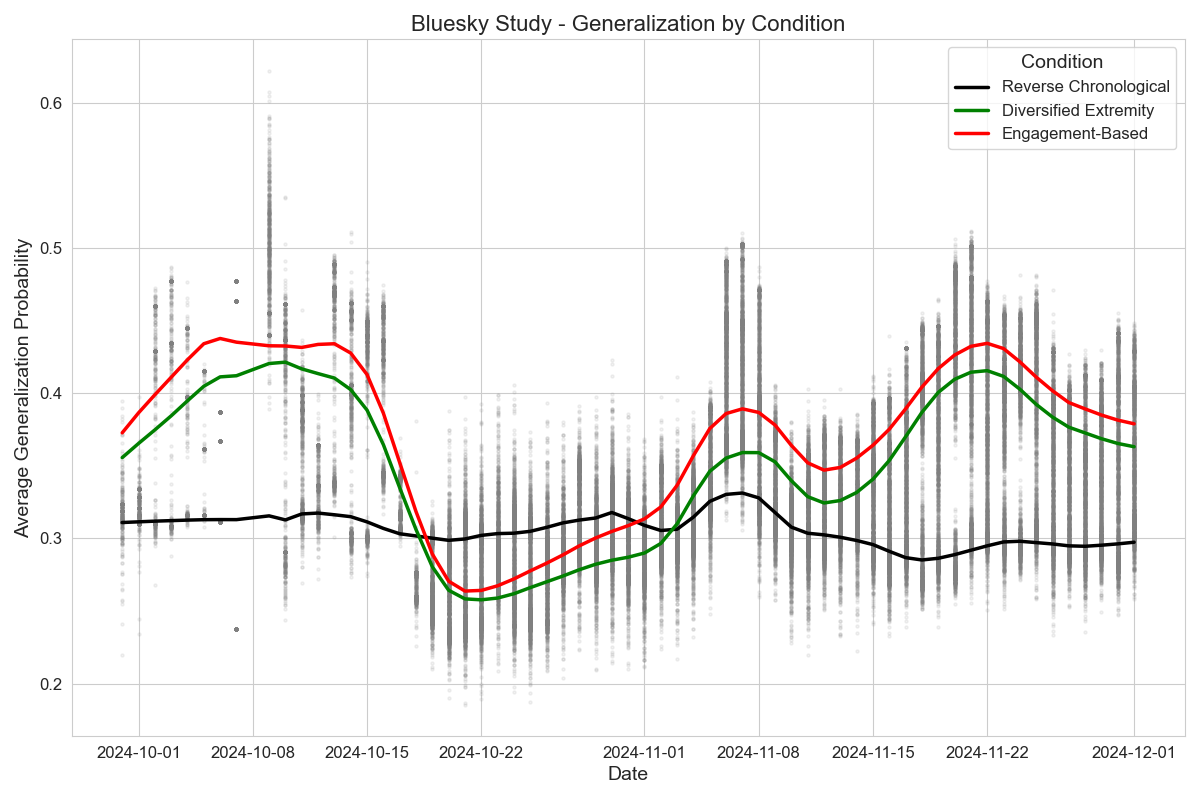 Bluesky Study - Generalization by Condition
Condition
Reverse Chronological
Diversified Extremity
Engagement-Based
Average Generalization Probability
0.6
0.5
0.4
0.3
0.2
2024-10-01
2024-10-08
2024-10-15
2024-10-22
2024-11-01
2024-11-08
2024-11-15
2024-11-22
2024-12-01
Date